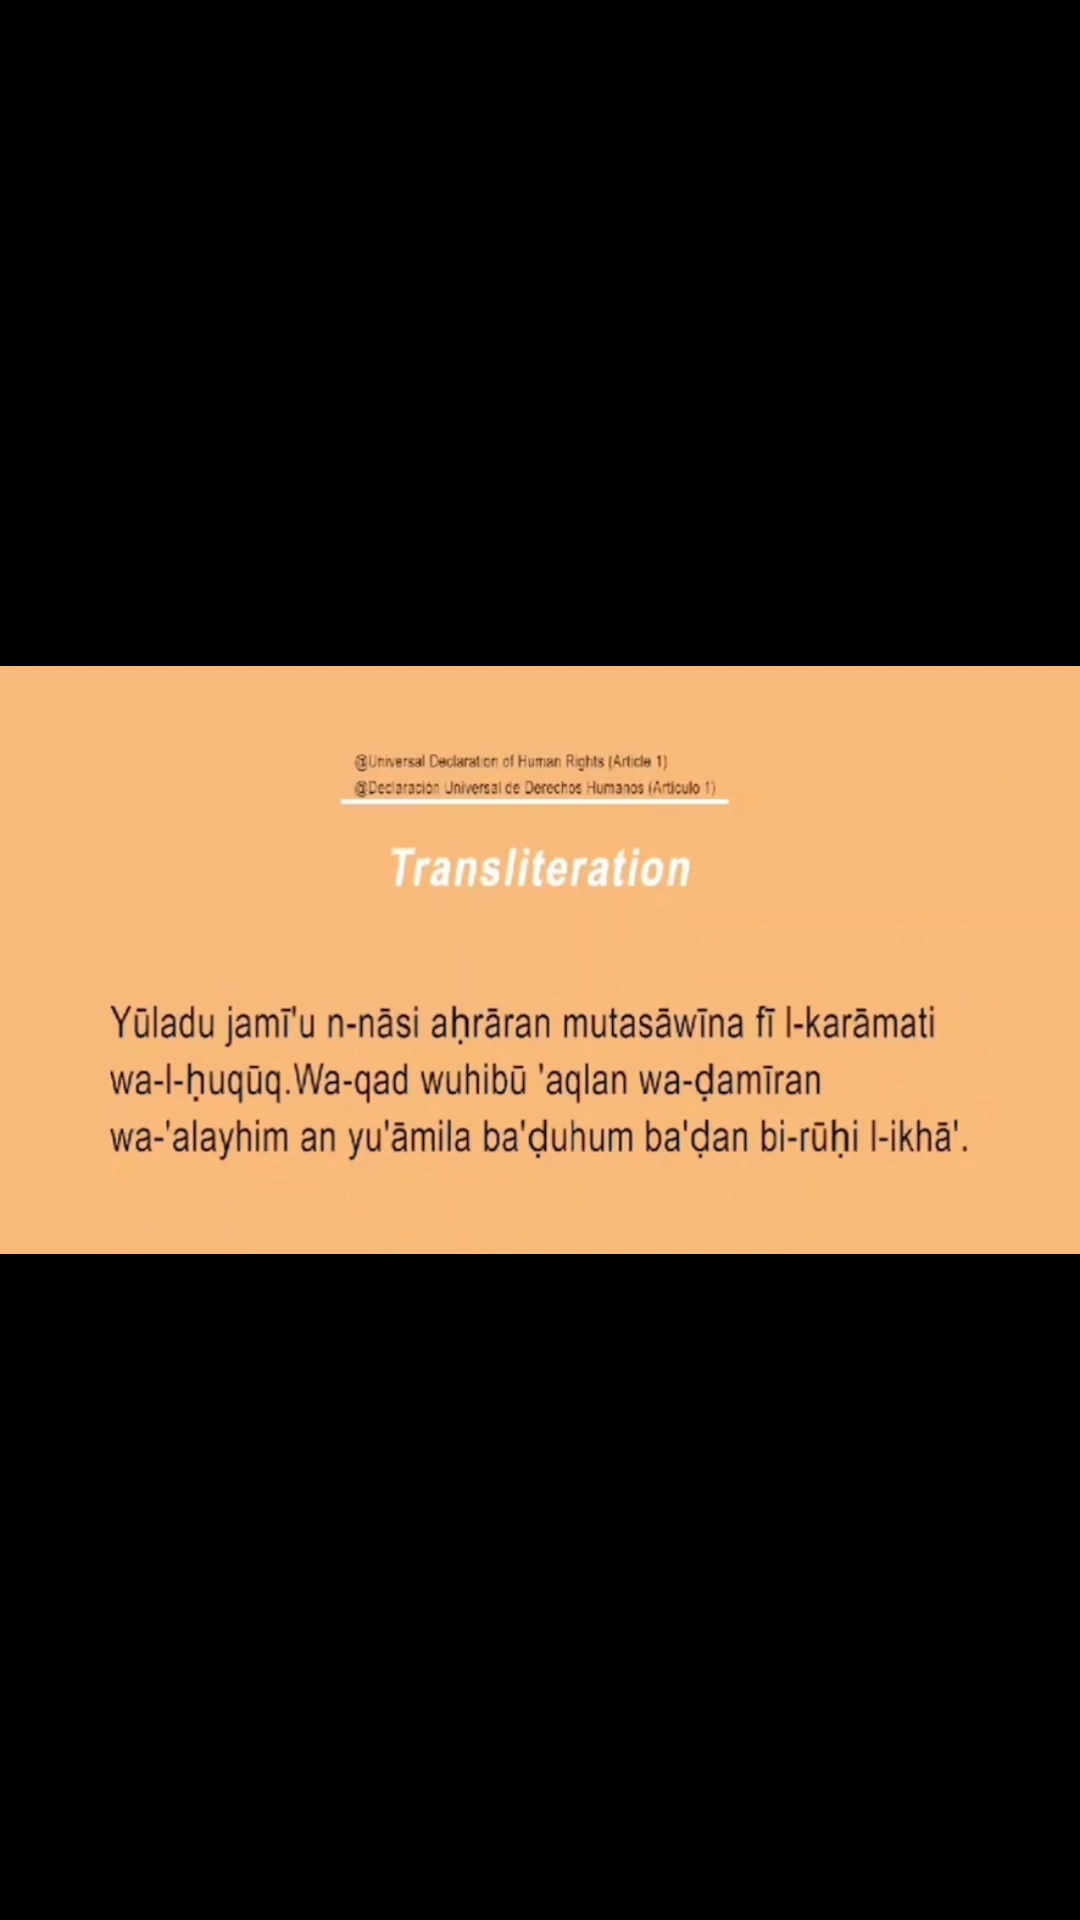 @Universal Declaration of Human Rights (Article 1)
@Declaración Universal de Derechos Humanos (Artículo 1)
Transliteration
Yūladu jamī'u n-nāsi aḥrāran mutasāwīna fī l-karāmati
wa-l-ḥuqūq.Wa-qad wuhibū 'aqlan wa-ḍamīran
wa-'alayhim an yu'āmila ba'ḍuhum ba'ḍan bi-rūḥi l-ikhā'.